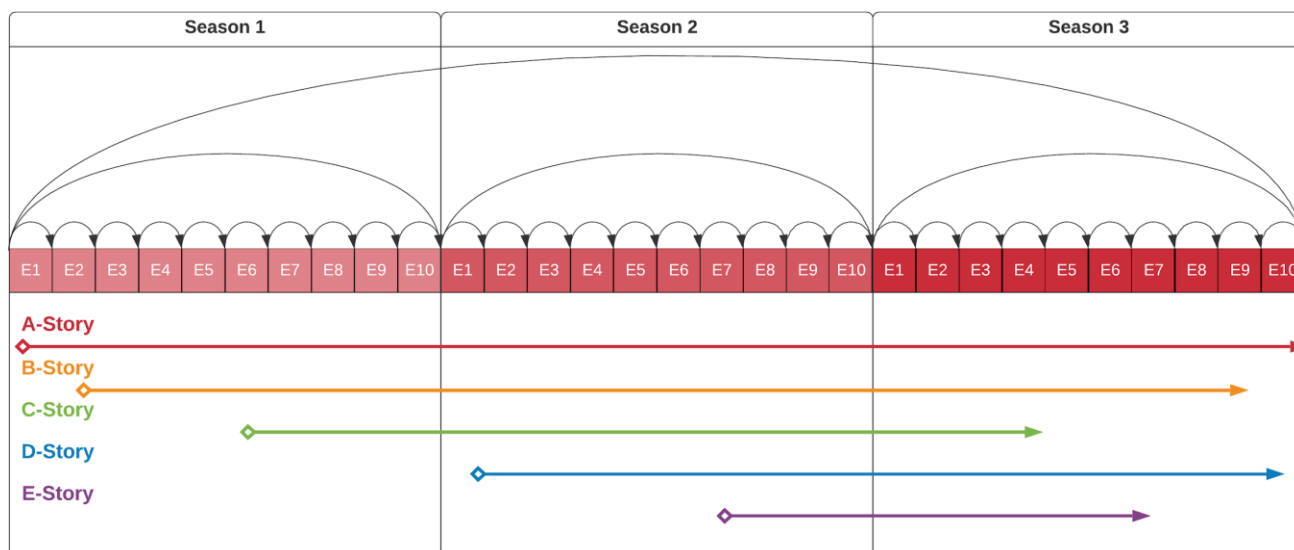 Season 1 Season 2 Season 3
E1 E2 E3 E4 E5 E6 E7 E8 E9 E10 E1 E2 E3 E4 E5 E6 E7 E8 E9 E10 E1 E2 E3 E4 E5 E6 E7 E8 E9 E10
A-Story
B-Story
C-Story
D-Story
E-Story